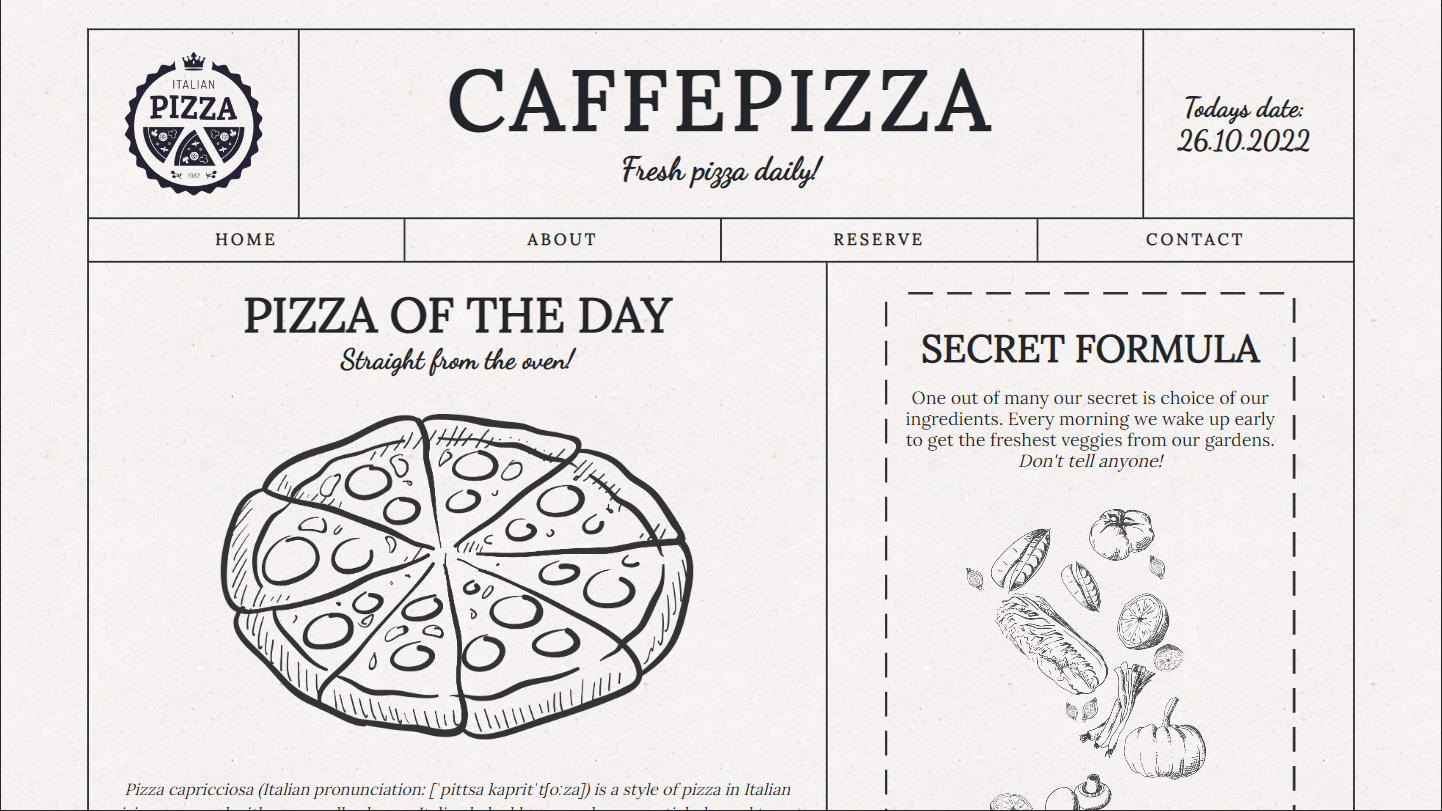 ITALIAN
PIZZA
1982
CAFFEPIZZA
Fresh pizza daily!
Todays date:
26.10.2022
HOME
ABOUT
RESERVE
CONTACT
PIZZA OF THE DAY
Straight from the oven!
Pizza capricciosa (Italian pronunciation: [ˈpittsa kapritˈtʃoːza]) is a style of pizza in Italian
SECRET FORMULA
One out of many our secret is choice of our
ingredients. Every morning we wake up early
to get the freshest veggies from our gardens.
Don't tell anyone!